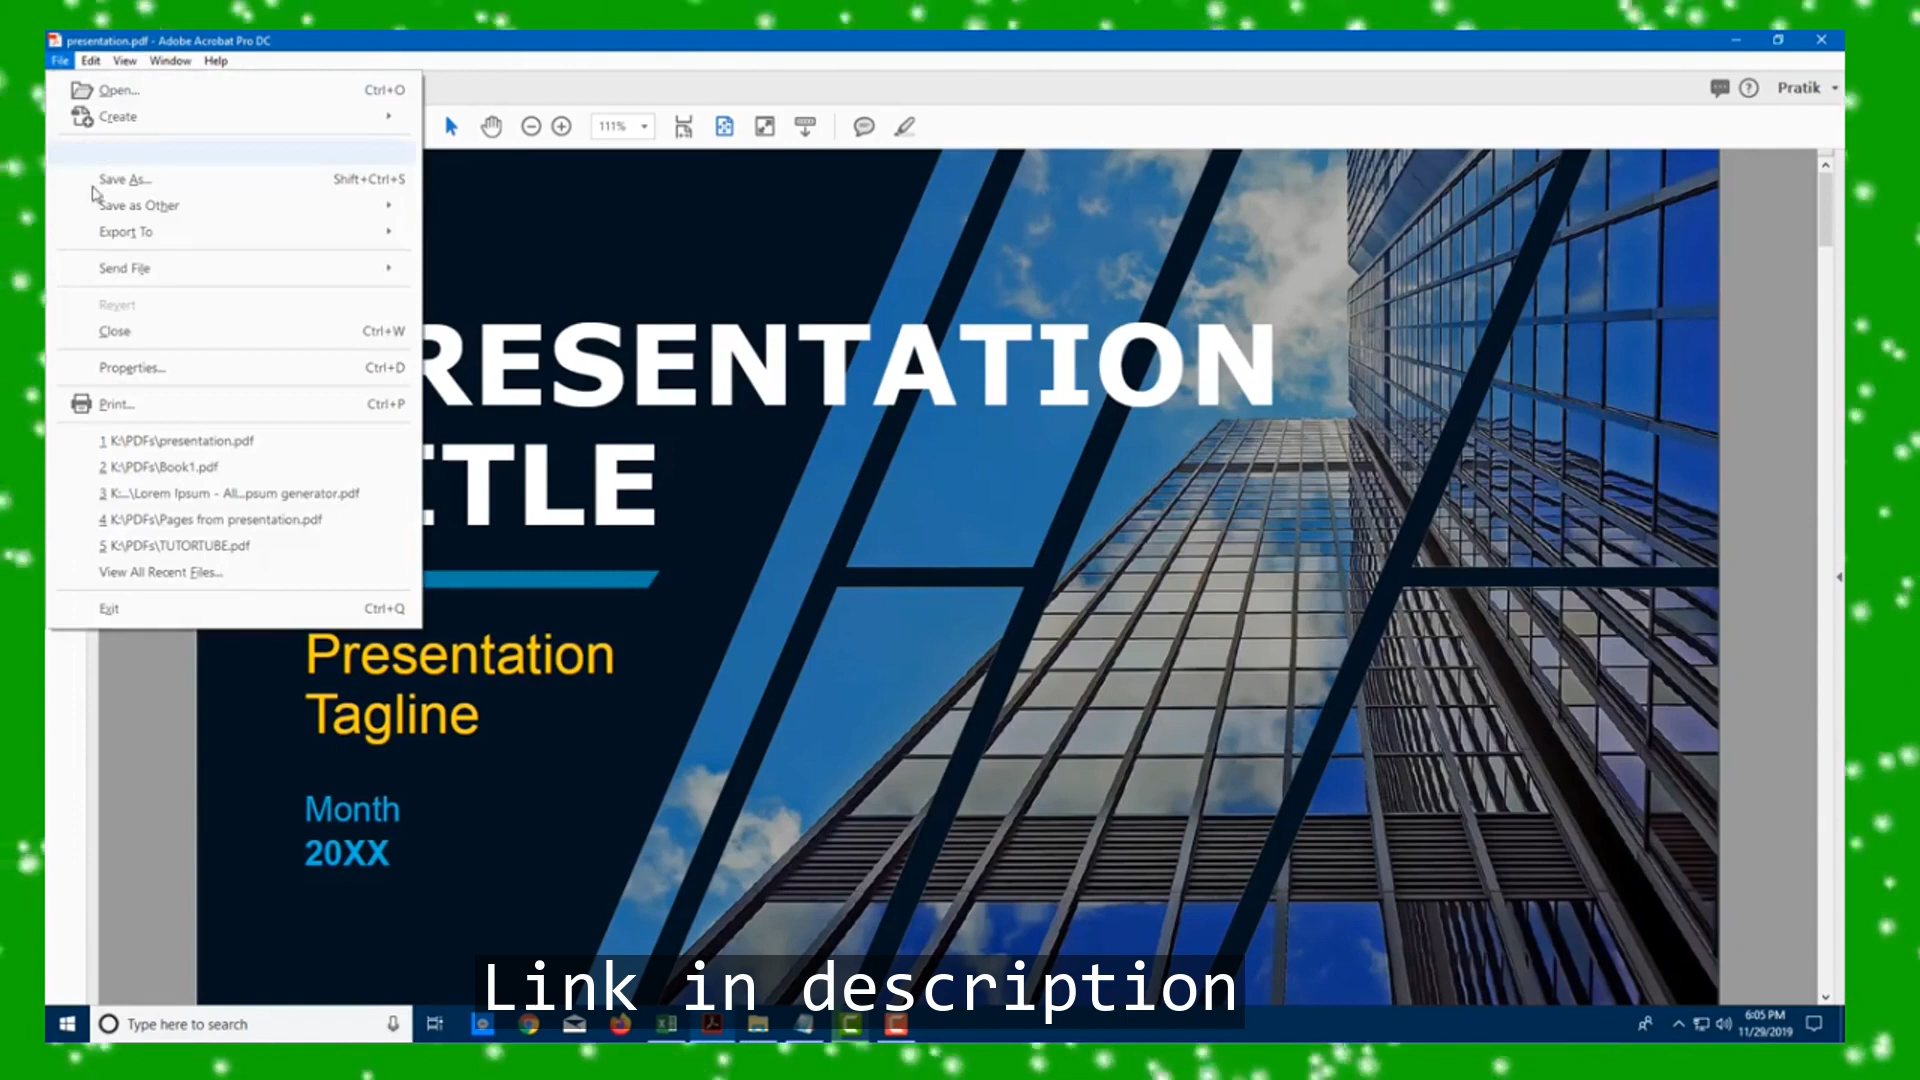 presentation.pdf - Adobe Acrobat Pro DC
File Edit View Window Help
Open... Ctrl+O
Create
Pratik
111%
Save As... Shift+Ctrl+S
Save as Other
Export To
Send File
Revert
Close Ctrl+W
Properties... Ctrl+D
Print... Ctrl+P
1 K:\PDFs\presentation.pdf
2 K:\PDFs\Book1.pdf
3 K:...\Lorem Ipsum - All...psum generator.pdf
4 K:\PDFs\Pages from presentation.pdf
5 K:\PDFs\TUTORTUBE.pdf
View All Recent Files...
Exit Ctrl+Q
RESENTATION
ITLE
Presentation
Tagline
Month
20XX
Link in description
Type here to search
6:05 PM
11/29/2019